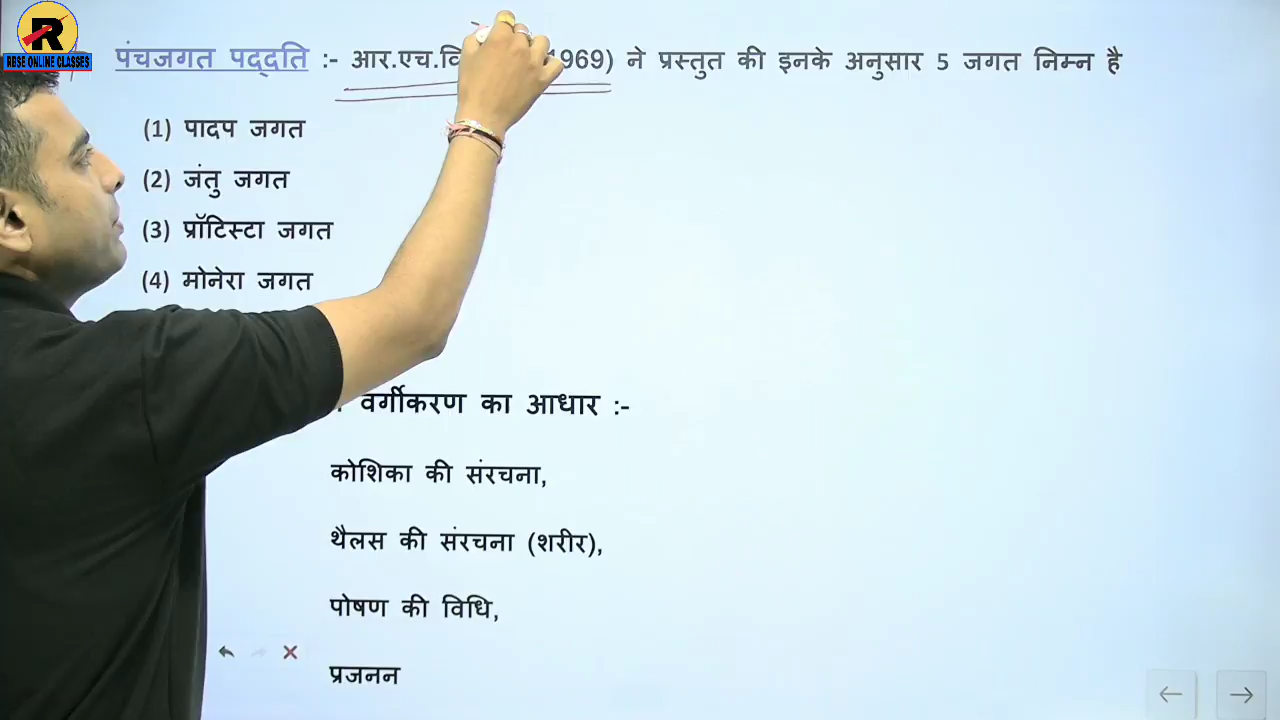 R
RBSE ONLINE CLASSES
पंचजगत पद्दति :- आर.एच. 1969) ने प्रस्तुत की इनके अनुसार 5 जगत निम्न है
(1) पादप जगत
(2) जंतु जगत
(3) प्रॉटिस्टा जगत
(4) मोनेरा जगत
वर्गीकरण का आधार :-
कोशिका की संरचना,
थैलस की संरचना (शरीर),
पोषण की विधि,
प्रजनन